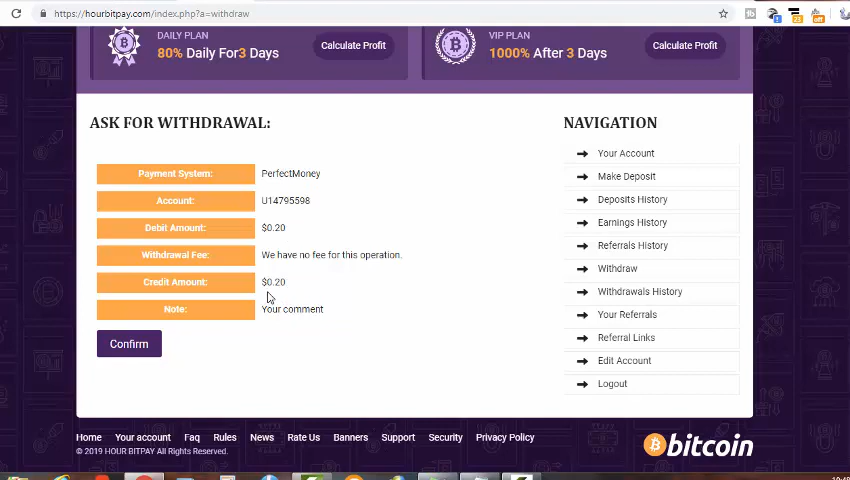 https://hourbitpay.com/index.php?a=withdraw
23
off
DAILY PLAN
80% Daily For3 Days
Calculate Profit
VIP PLAN
1000% After 3 Days
Calculate Profit
ASK FOR WITHDRAWAL:
Payment System: PerfectMoney
Account: U14795598
Debit Amount: $0.20
Withdrawal Fee: We have no fee for this operation.
Credit Amount: $0.20
Note: Your comment
Confirm
NAVIGATION
Your Account
Make Deposit
Deposits History
Earnings History
Referrals History
Withdraw
Withdrawals History
Your Referrals
Referral Links
Edit Account
Logout
Home Your account Faq Rules News Rate Us Banners Support Security Privacy Policy
© 2019 HOUR BITPAY All Rights Reserved.
bitcoin